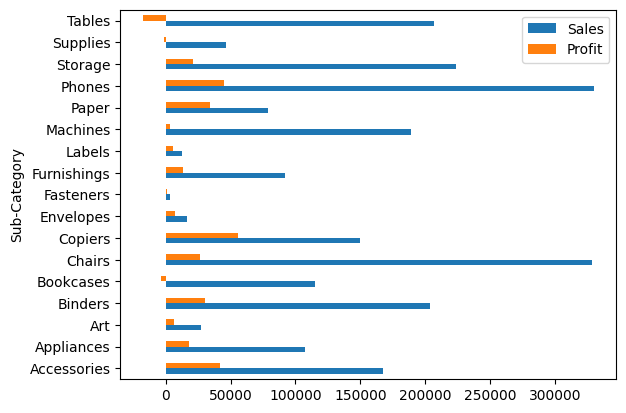 Sub-Category
Tables
Supplies
Storage
Phones
Paper
Machines
Labels
Furnishings
Fasteners
Envelopes
Copiers
Chairs
Bookcases
Binders
Art
Appliances
Accessories
Sales
Profit
0 50000 100000 150000 200000 250000 300000